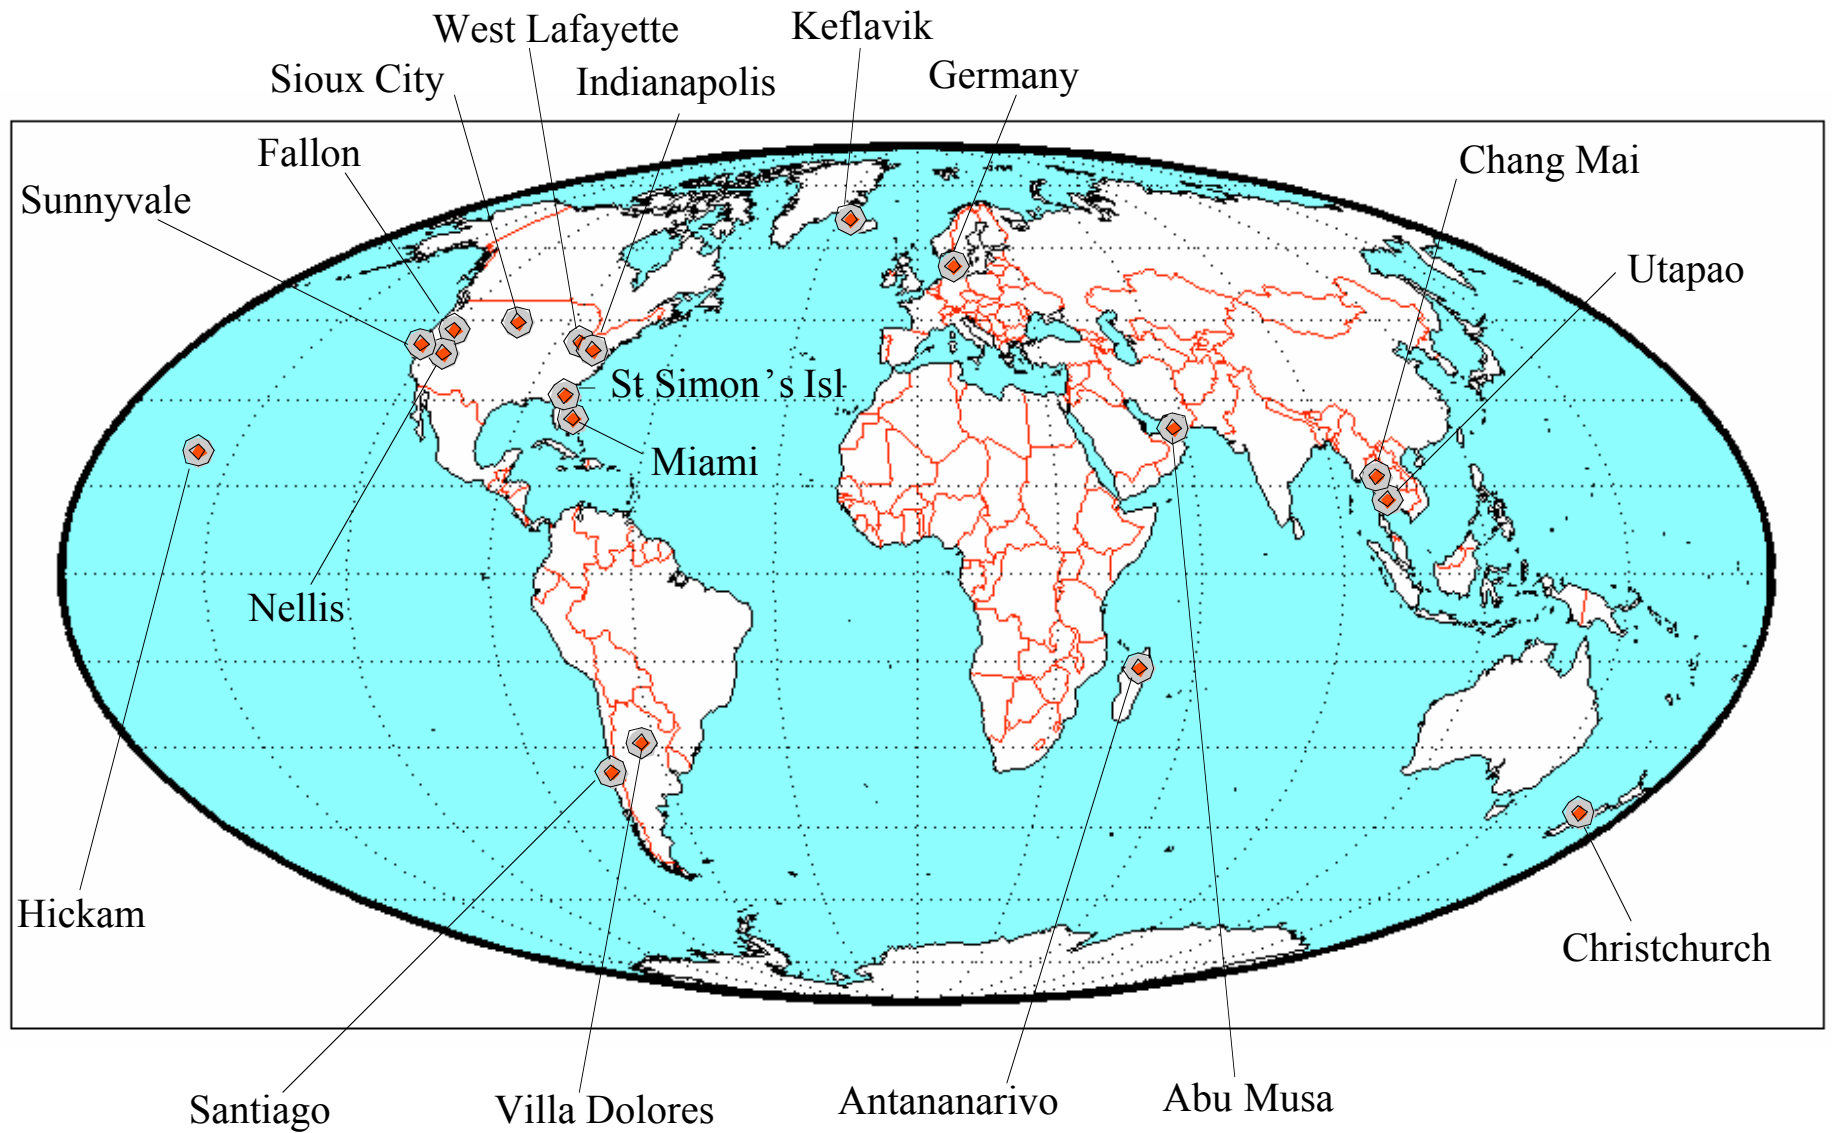 West Lafayette
Keflavik
Sioux City
Indianapolis
Germany
Fallon
Chang Mai
Sunnyvale
Utapao
St Simon’s Isl
Miami
Nellis
Hickam
Christchurch
Santiago
Villa Dolores
Antananarivo
Abu Musa